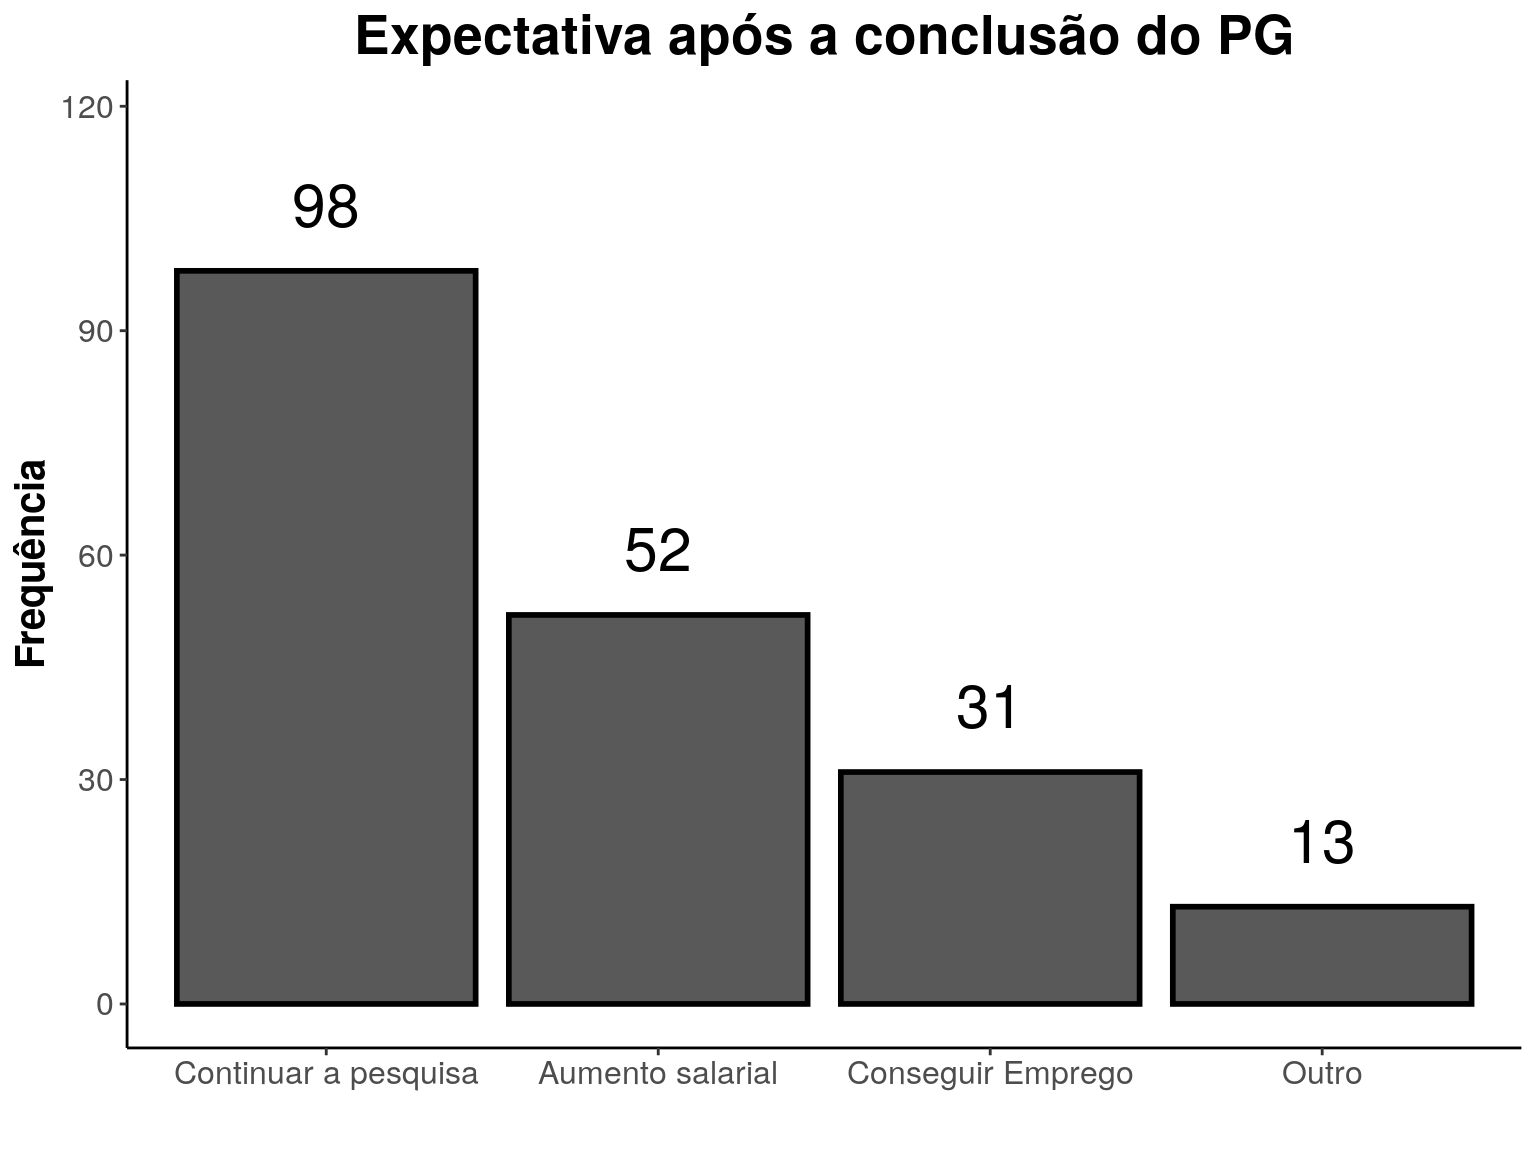 Expectativa após a conclusão do PG
120
90
60
30
0
Frequência
98
52
31
13
Continuar a pesquisa
Aumento salarial
Conseguir Emprego
Outro